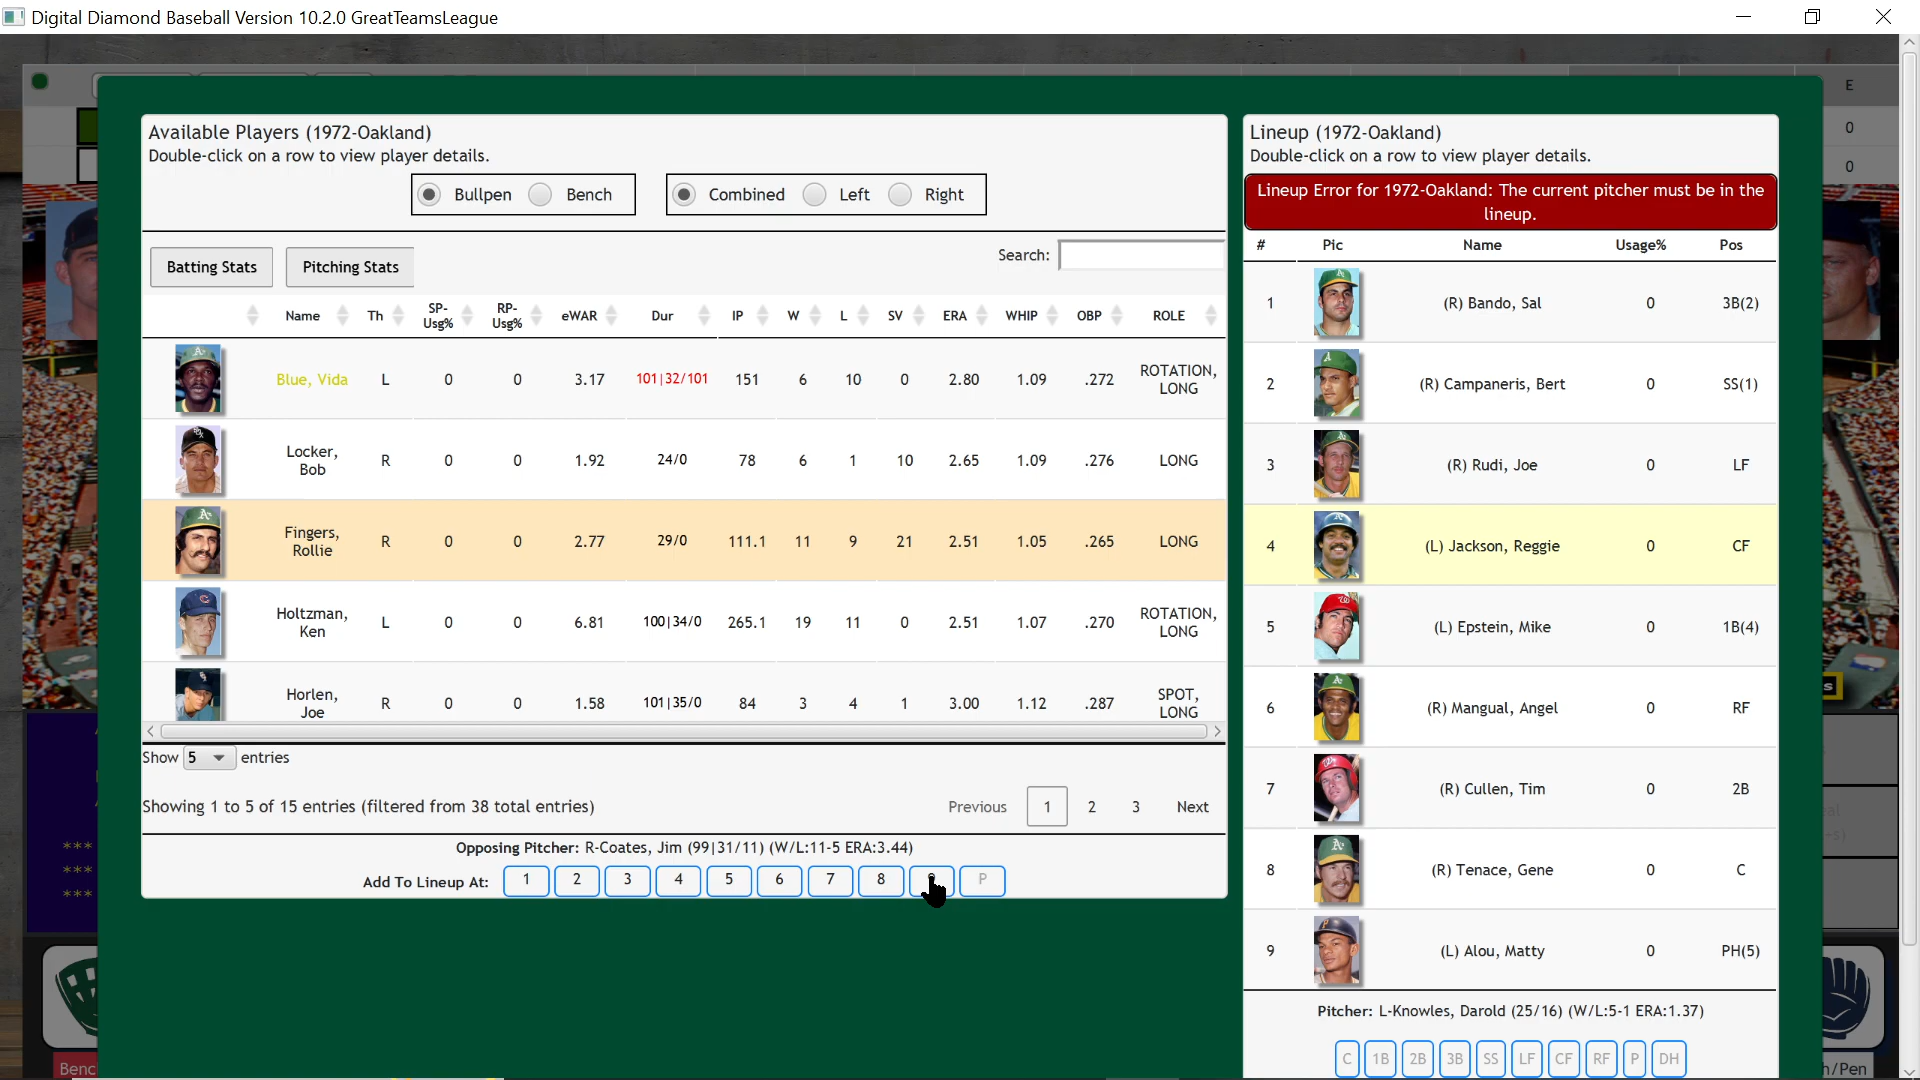 Digital Diamond Baseball Version 10.2.0 GreatTeamsLeague
E
0
0
Available Players (1972-Oakland)
Double-click on a row to view player details.
Bullpen Bench Combined Left Right
Batting Stats Pitching Stats Search:
Name Th SP-Usg% RP-Usg% eWAR Dur IP W L SV ERA WHIP OBP ROLE
Blue, Vida L 0 0 3.17 101|32/101 151 6 10 0 2.80 1.09 .272 ROTATION, LONG
Locker, Bob R 0 0 1.92 24/0 78 6 1 10 2.65 1.09 .276 LONG
Fingers, Rollie R 0 0 2.77 29/0 111.1 11 9 21 2.51 1.05 .265 LONG
Holtzman, Ken L 0 0 6.81 100|34/0 265.1 19 11 0 2.51 1.07 .270 ROTATION, LONG
Horlen, Joe R 0 0 1.58 101|35/0 84 3 4 1 3.00 1.12 .287 SPOT, LONG
Show 5 entries
Showing 1 to 5 of 15 entries (filtered from 38 total entries) Previous 1 2 3 Next
Opposing Pitcher: R-Coates, Jim (99|31/11) (W/L:11-5 ERA:3.44)
Add To Lineup At: 1 2 3 4 5 6 7 8 P
Lineup (1972-Oakland)
Double-click on a row to view player details.
Lineup Error for 1972-Oakland: The current pitcher must be in the
lineup.
# Pic Name Usage% Pos
1 (R) Bando, Sal 0 3B(2)
2 (R) Campaneris, Bert 0 SS(1)
3 (R) Rudi, Joe 0 LF
4 (L) Jackson, Reggie 0 CF
5 (L) Epstein, Mike 0 1B(4)
6 (R) Mangual, Angel 0 RF
7 (R) Cullen, Tim 0 2B
8 (R) Tenace, Gene 0 C
9 (L) Alou, Matty 0 PH(5)
Pitcher: L-Knowles, Darold (25/16) (W/L:5-1 ERA:1.37)
C 1B 2B 3B SS LF CF RF P DH
***
***
***
Benc
h/Pen